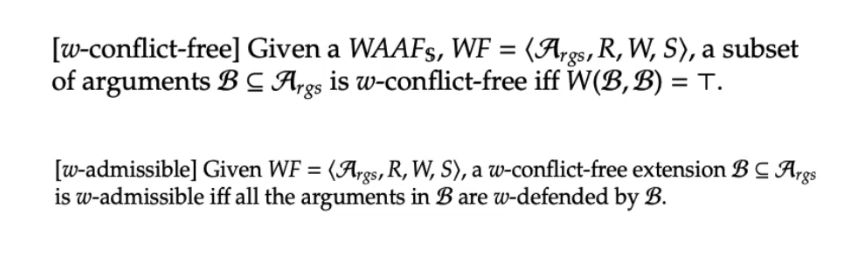 [w-conflict-free] Given a WAAFs, WF = ⟨𝒜rgs, R, W, S⟩, a subset
of arguments ℬ ⊆ 𝒜rgs is w-conflict-free iff W(ℬ, ℬ) = ⊤.
[w-admissible] Given WF = ⟨𝒜rgs, R, W, S⟩, a w-conflict-free extension ℬ ⊆ 𝒜rgs
is w-admissible iff all the arguments in ℬ are w-defended by ℬ.